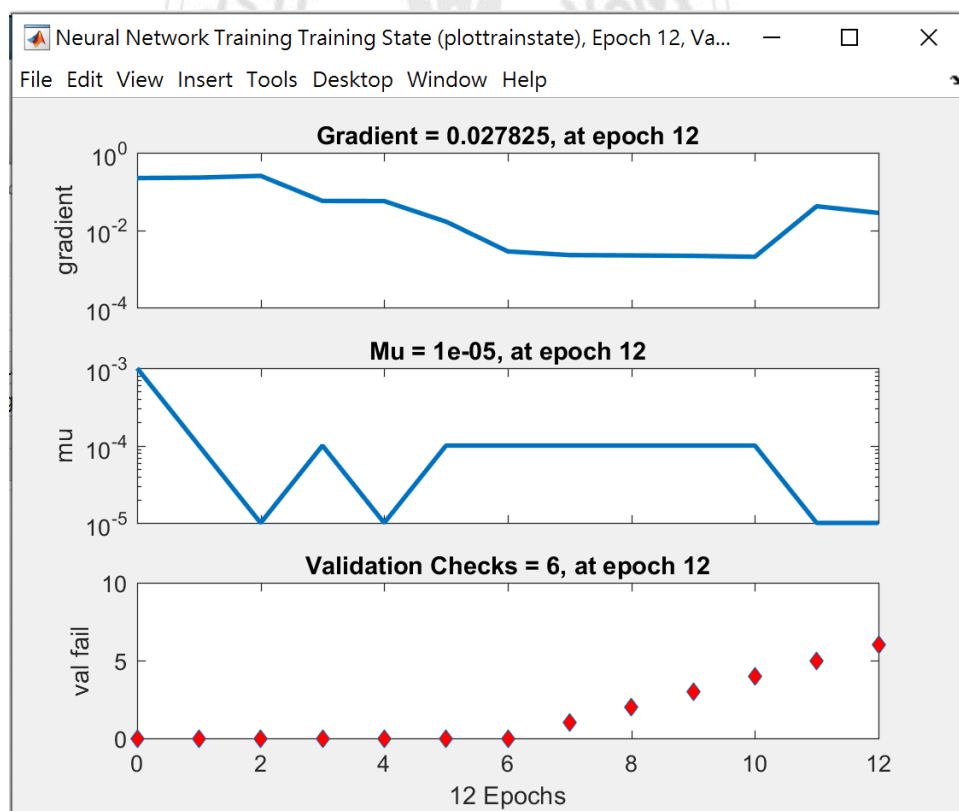 Neural Network Training Training State (plottrainstate), Epoch 12, Va...
File Edit View Insert Tools Desktop Window Help
Gradient = 0.027825, at epoch 12
10^0
10^-2
10^-4
gradient
Mu = 1e-05, at epoch 12
10^-3
10^-4
10^-5
mu
Validation Checks = 6, at epoch 12
10
5
0
val fail
0 2 4 6 8 10 12
12 Epochs